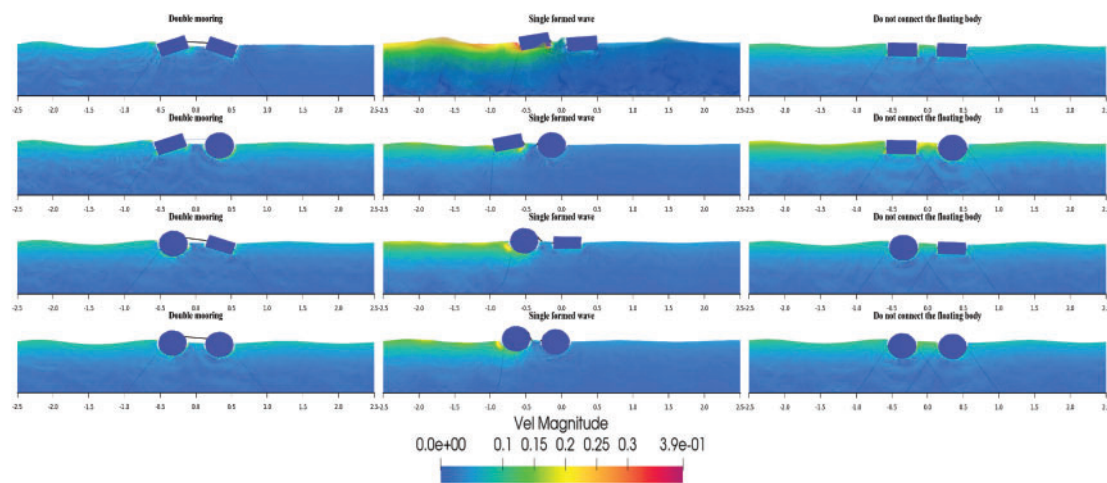 Double mooring Single formed wave Do not connect the floating body
-2.5 -2.0 -1.5 -1.0 -0.5 0.0 0.5 1.0 1.5 2.0 2.5 -2.5 -2.0 -1.5 -1.0 -0.5 0.0 0.5 1.0 1.5 2.0 2.5 -2.5 -2.0 -1.5 -1.0 -0.5 0.0 0.5 1.0 1.5 2.0
Double mooring Single formed wave Do not connect the floating body
-2.5 -2.0 -1.5 -1.0 -0.5 0.0 0.5 1.0 1.5 2.0 2.5 -2.5 -2.0 -1.5 -1.0 -0.5 0.0 0.5 1.0 1.5 2.0 2.5 -2.5 -2.0 -1.5 -1.0 -0.5 0.0 0.5 1.0 1.5 2.0
Double mooring Single formed wave Do not connect the floating body
-2.5 -2.0 -1.5 -1.0 -0.5 0.0 0.5 1.0 1.5 2.0 2.5 -2.5 -2.0 -1.5 -1.0 -0.5 0.0 0.5 1.0 1.5 2.0 2.5 -2.5 -2.0 -1.5 -1.0 -0.5 0.0 0.5 1.0 1.5 2.0
Double mooring Single formed wave Do not connect the floating body
-2.5 -2.0 -1.5 -1.0 -0.5 0.0 0.5 1.0 1.5 2.0 2.5 -2.5 -2.0 -1.5 -1.0 -0.5 0.0 0.5 1.0 1.5 2.0 2.5 -2.5 -2.0 -1.5 -1.0 -0.5 0.0 0.5 1.0 1.5 2.0
Vel Magnitude
0.0e+00 0.1 0.15 0.2 0.25 0.3 3.9e-01